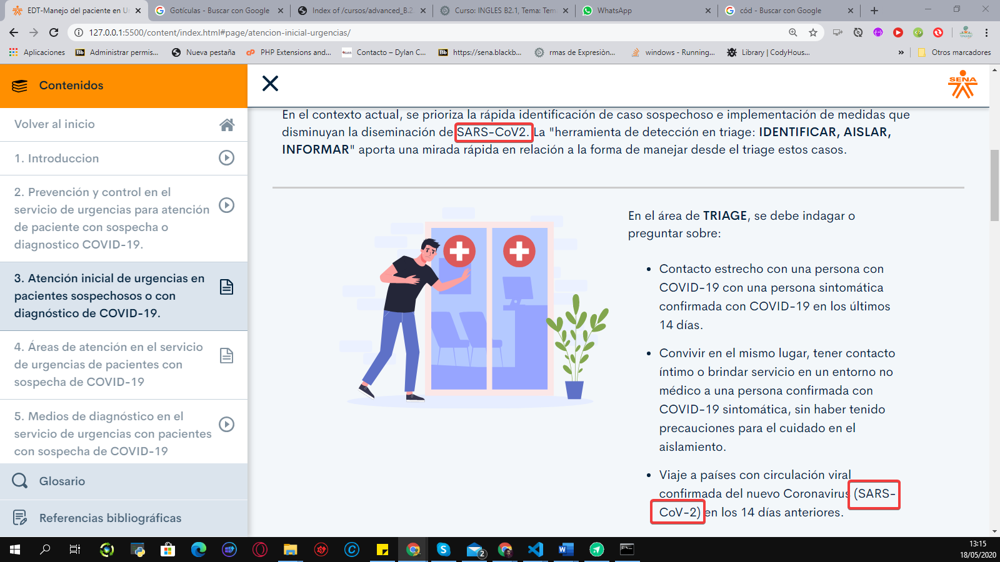 EDT-Manejo del paciente en U
Gotículas - Buscar con Google
Index of /cursos/advanced_B.2
Curso: INGLES B2.1, Tema: Tem
WhatsApp
cód - Buscar con Google
127.0.0.1:5500/content/index.html#page/atencion-inicial-urgencias/
Aplicaciones
Bb Administrar permis...
Nueva pestaña
PHP Extensions and...
Contacto – Dylan C...
Bb https://sena.blackb...
rmas de Expresiòn...
windows - Running...
Library | CodyHous...
»
Otros marcadores
Contenidos
Volver al inicio
1. Introduccion
2. Prevención y control en el
servicio de urgencias para atención
de paciente con sospecha o
diagnostico COVID-19.
3. Atención inicial de urgencias en
pacientes sospechosos o con
diagnóstico de COVID-19.
4. Áreas de atención en el servicio
de urgencias de pacientes con
sospecha de COVID-19
5. Medios de diagnóstico en el
servicio de urgencias con pacientes
con sospecha de COVID-19
Glosario
Referencias bibliográficas
SENA
En el contexto actual, se prioriza la rápida identificación de caso sospechoso e implementación de medidas que
disminuyan la diseminación de SARS-CoV2. La "herramienta de detección en triage: IDENTIFICAR, AISLAR,
INFORMAR" aporta una mirada rápida en relación a la forma de manejar desde el triage estos casos.
En el área de TRIAGE, se debe indagar o
preguntar sobre:
• Contacto estrecho con una persona con
COVID-19 con una persona sintomática
confirmada con COVID-19 en los últimos
14 días.
• Convivir en el mismo lugar, tener contacto
íntimo o brindar servicio en un entorno no
médico a una persona confirmada con
COVID-19 sintomática, sin haber tenido
precauciones para el cuidado en el
aislamiento.
• Viaje a países con circulación viral
confirmada del nuevo Coronavirus (SARS-
CoV-2) en los 14 días anteriores.
2
13:15
18/05/2020